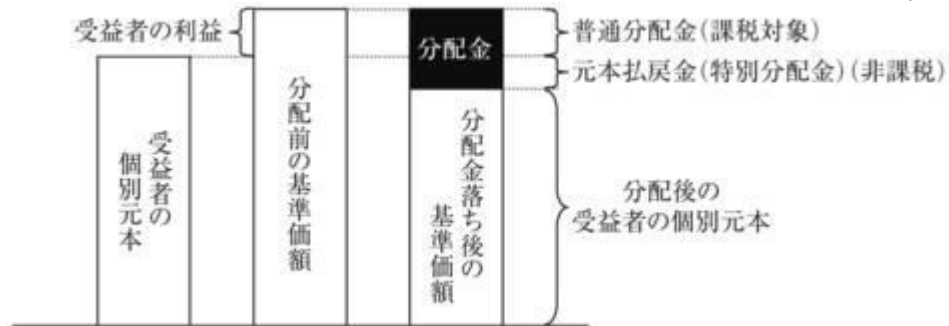 受益者の利益
受益者の
個別元本
分配前の基準価額
分配金
分配金落ち後の
基準価額
普通分配金(課税対象)
元本払戻金(特別分配金)(非課税)
分配後の
受益者の個別元本